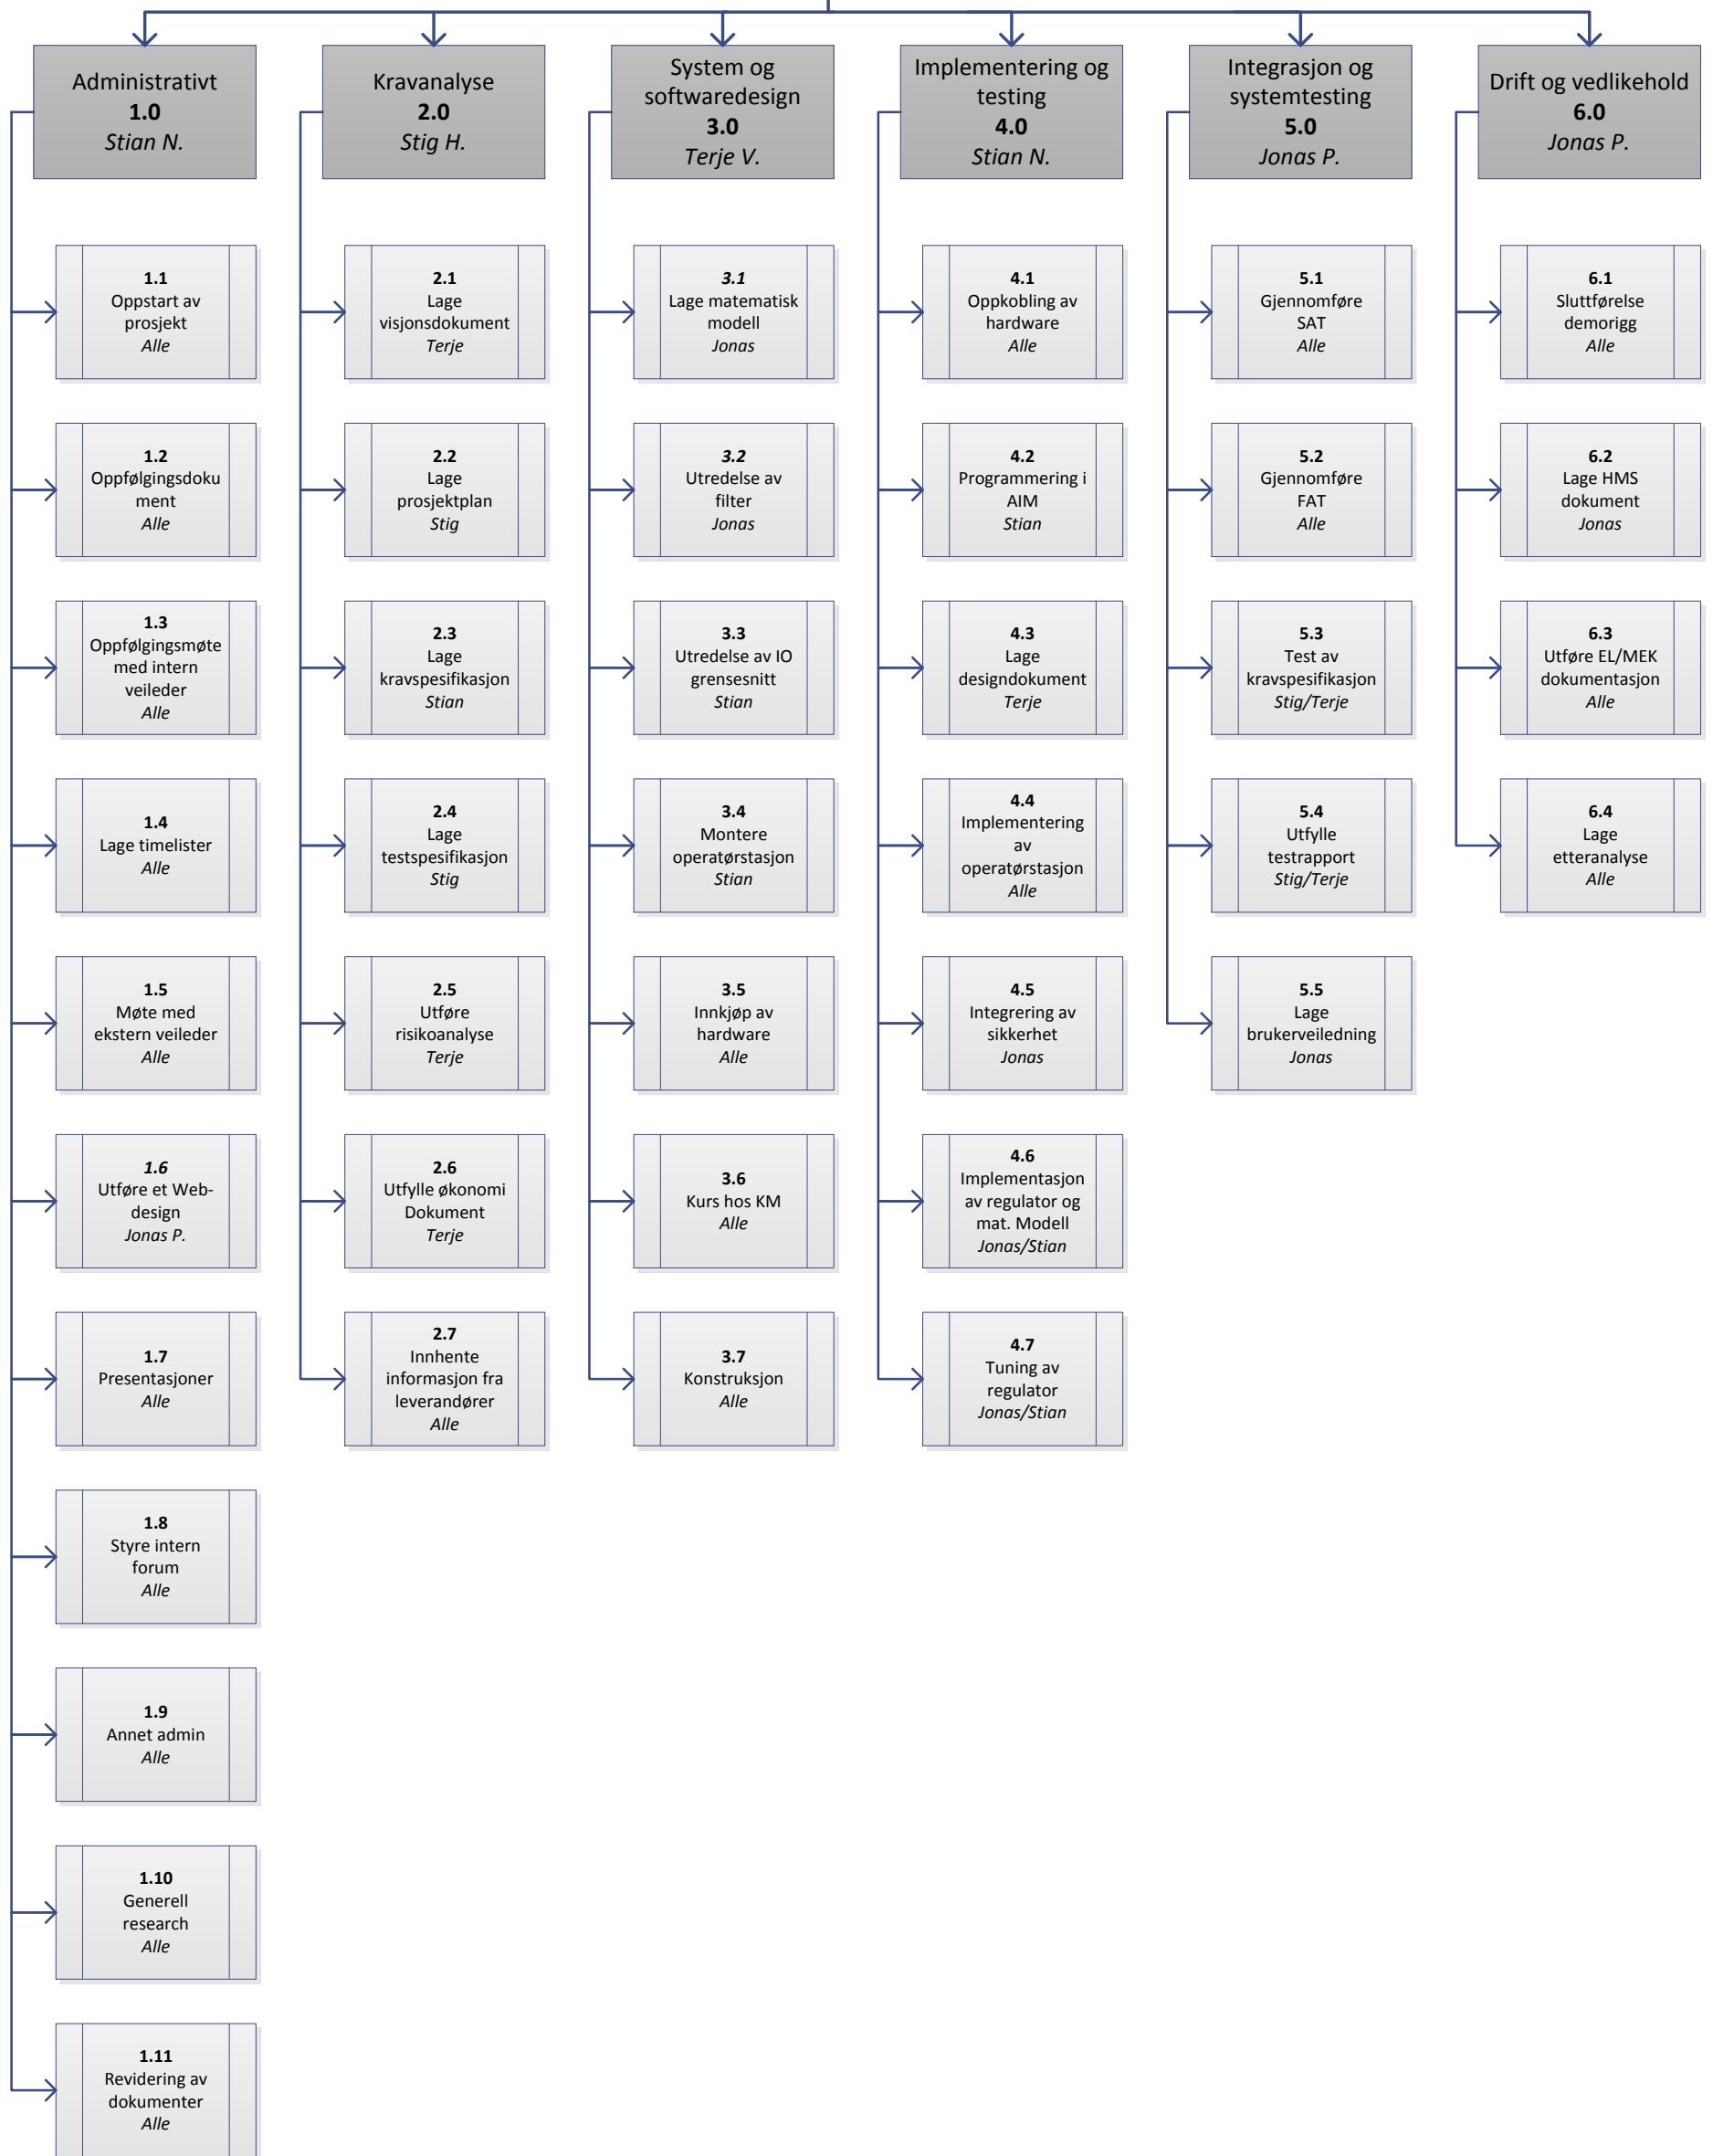 Administrativt
1.0
Stian N.
1.1
Oppstart av
prosjekt
Alle
1.2
Oppfølgingsdoku
ment
Alle
1.3
Oppfølgingsmøte
med intern
veileder
Alle
1.4
Lage timelister
Alle
1.5
Møte med
ekstern veileder
Alle
1.6
Utføre et Web-
design
Jonas P.
1.7
Presentasjoner
Alle
1.8
Styre intern
forum
Alle
1.9
Annet admin
Alle
1.10
Generell
research
Alle
1.11
Revidering av
dokumenter
Alle
Kravanalyse
2.0
Stig H.
2.1
Lage
visjonsdokument
Terje
2.2
Lage
prosjektplan
Stig
2.3
Lage
kravspesifikasjon
Stian
2.4
Lage
testspesifikasjon
Stig
2.5
Utføre
risikoanalyse
Terje
2.6
Utfylle økonomi
Dokument
Terje
2.7
Innhente
informasjon fra
leverandører
Alle
System og
softwaredesign
3.0
Terje V.
3.1
Lage matematisk
modell
Jonas
3.2
Utredelse av
filter
Jonas
3.3
Utredelse av IO
grensesnitt
Stian
3.4
Montere
operatørstasjon
Stian
3.5
Innkjøp av
hardware
Alle
3.6
Kurs hos KM
Alle
3.7
Konstruksjon
Alle
Implementering og
testing
4.0
Stian N.
4.1
Oppkobling av
hardware
Alle
4.2
Programmering i
AIM
Stian
4.3
Lage
designdokument
Terje
4.4
Implementering
av
operatørstasjon
Alle
4.5
Integrering av
sikkerhet
Jonas
4.6
Implementasjon
av regulator og
mat. Modell
Jonas/Stian
4.7
Tuning av
regulator
Jonas/Stian
Integrasjon og
systemtesting
5.0
Jonas P.
5.1
Gjennomføre
SAT
Alle
5.2
Gjennomføre
FAT
Alle
5.3
Test av
kravspesifikasjon
Stig/Terje
5.4
Utfylle
testrapport
Stig/Terje
5.5
Lage
brukerveiledning
Jonas
Drift og vedlikehold
6.0
Jonas P.
6.1
Sluttførelse
demorigg
Alle
6.2
Lage HMS
dokument
Jonas
6.3
Utføre EL/MEK
dokumentasjon
Alle
6.4
Lage
etteranalyse
Alle